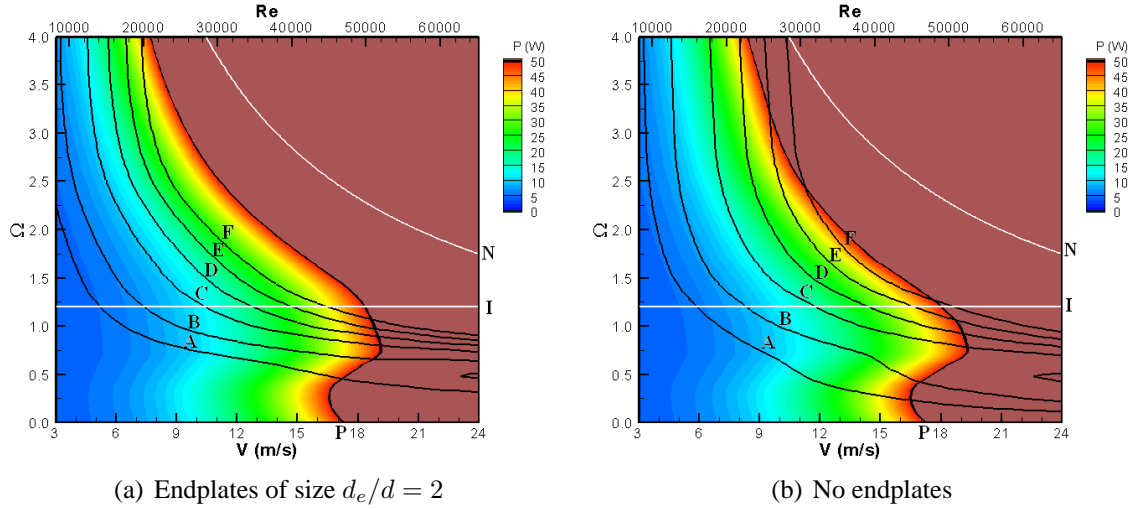 Re
10000 20000 30000 40000 50000 60000
4.0
3.5
3.0
2.5
2.0
1.5
1.0
0.5
0.0
Ω
A
B
C
D
E
F
N
I
P
3 6 9 12 15 18 21 24
V (m/s)
P (W)
50
45
40
35
30
25
20
15
10
5
0
(a) Endplates of size d_e/d = 2
Re
10000 20000 30000 40000 50000 60000
4.0
3.5
3.0
2.5
2.0
1.5
1.0
0.5
0.0
Ω
A
B
C
D
E
F
N
I
P
3 6 9 12 15 18 21 24
V (m/s)
P (W)
50
45
40
35
30
25
20
15
10
5
0
(b) No endplates